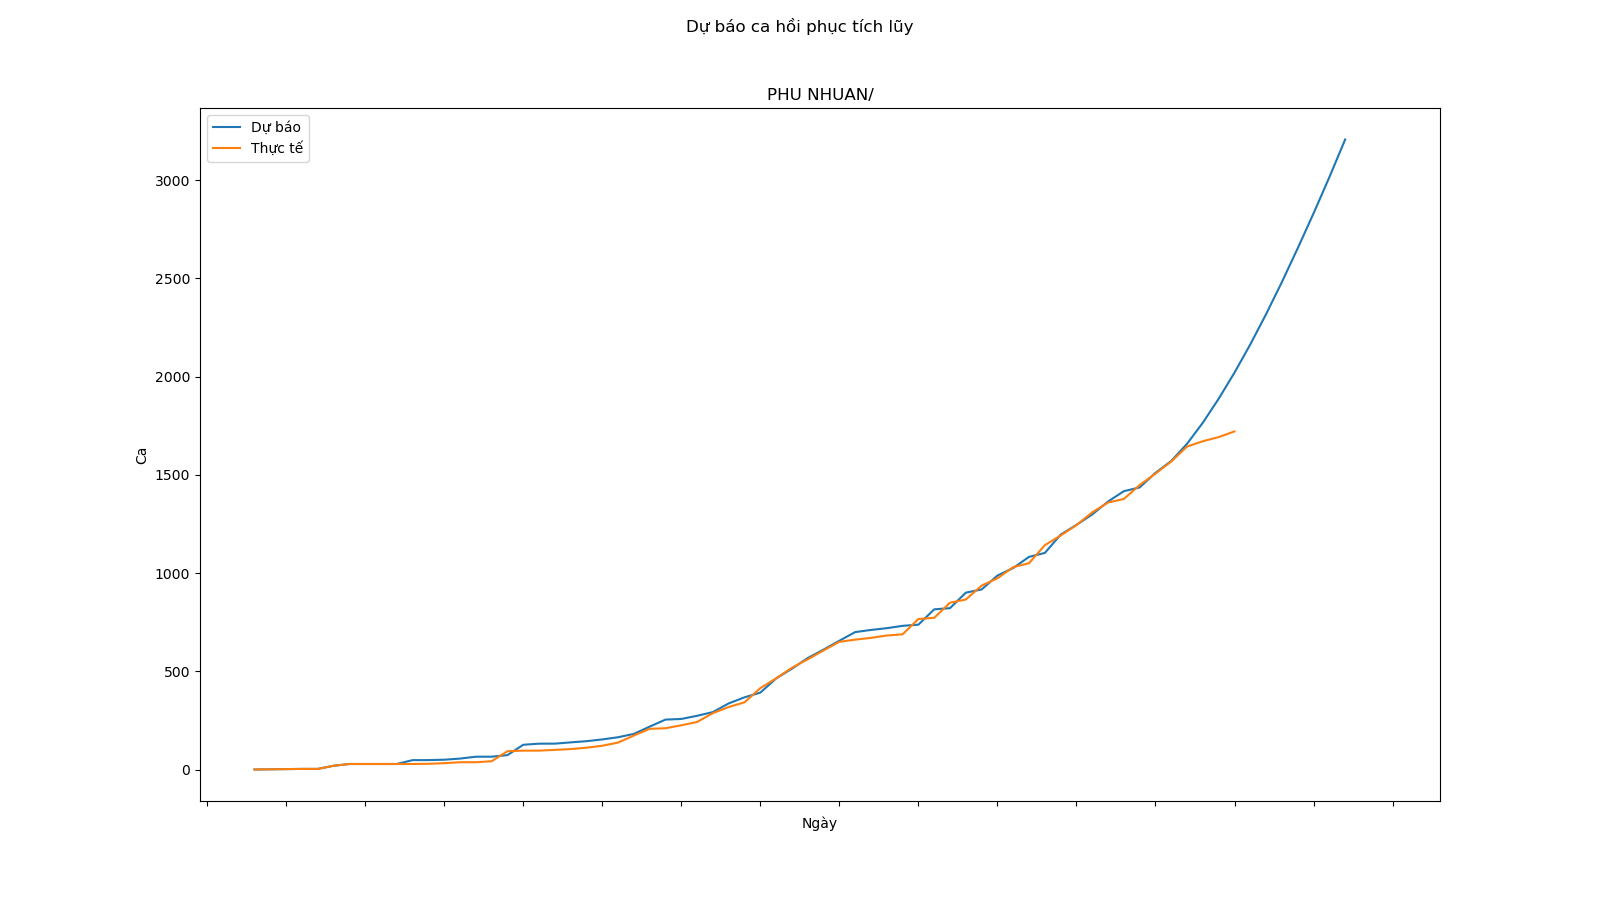 Dự báo ca hồi phục tích lũy
PHU NHUAN/
Dự báo
Thực tế
3000
2500
2000
1500
1000
500
0
Ca
Ngày